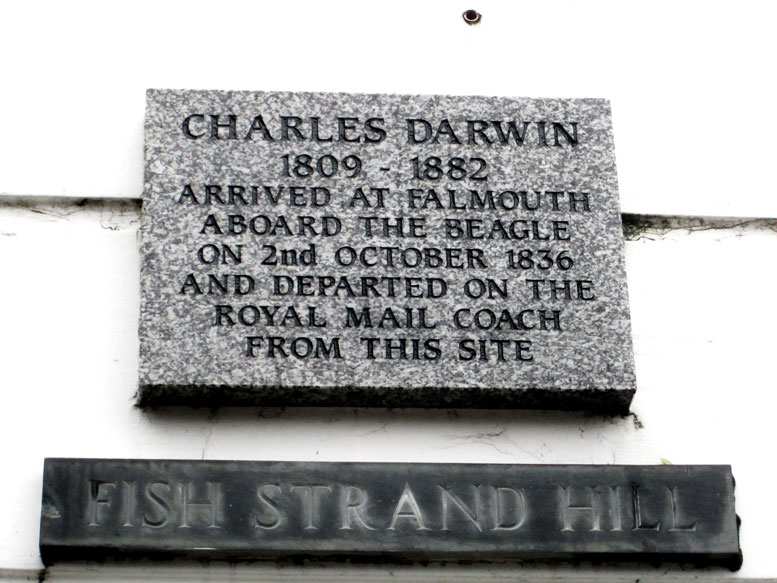 CHARLES DARWIN
1809 - 1882
ARRIVED AT FALMOUTH
ABOARD THE BEAGLE
ON 2nd OCTOBER 1836
AND DEPARTED ON THE
ROYAL MAIL COACH
FROM THIS SITE
FISH STRAND HILL